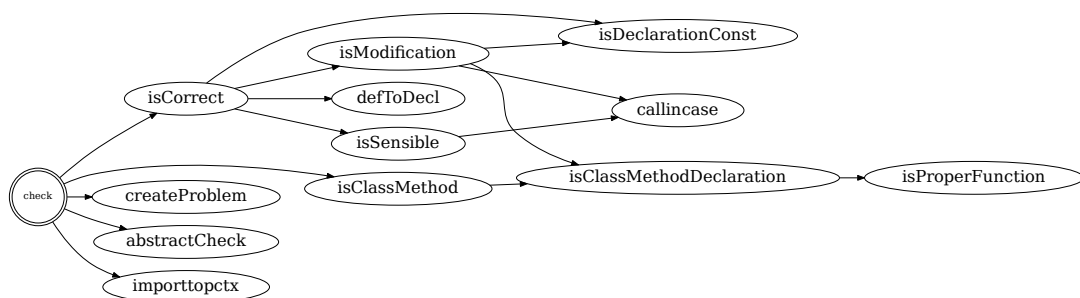 isDeclarationConst
isModification
isCorrect
defToDecl
callincase
isSensible
isClassMethodDeclaration
isProperFunction
isClassMethod
check
createProblem
abstractCheck
importtopctx